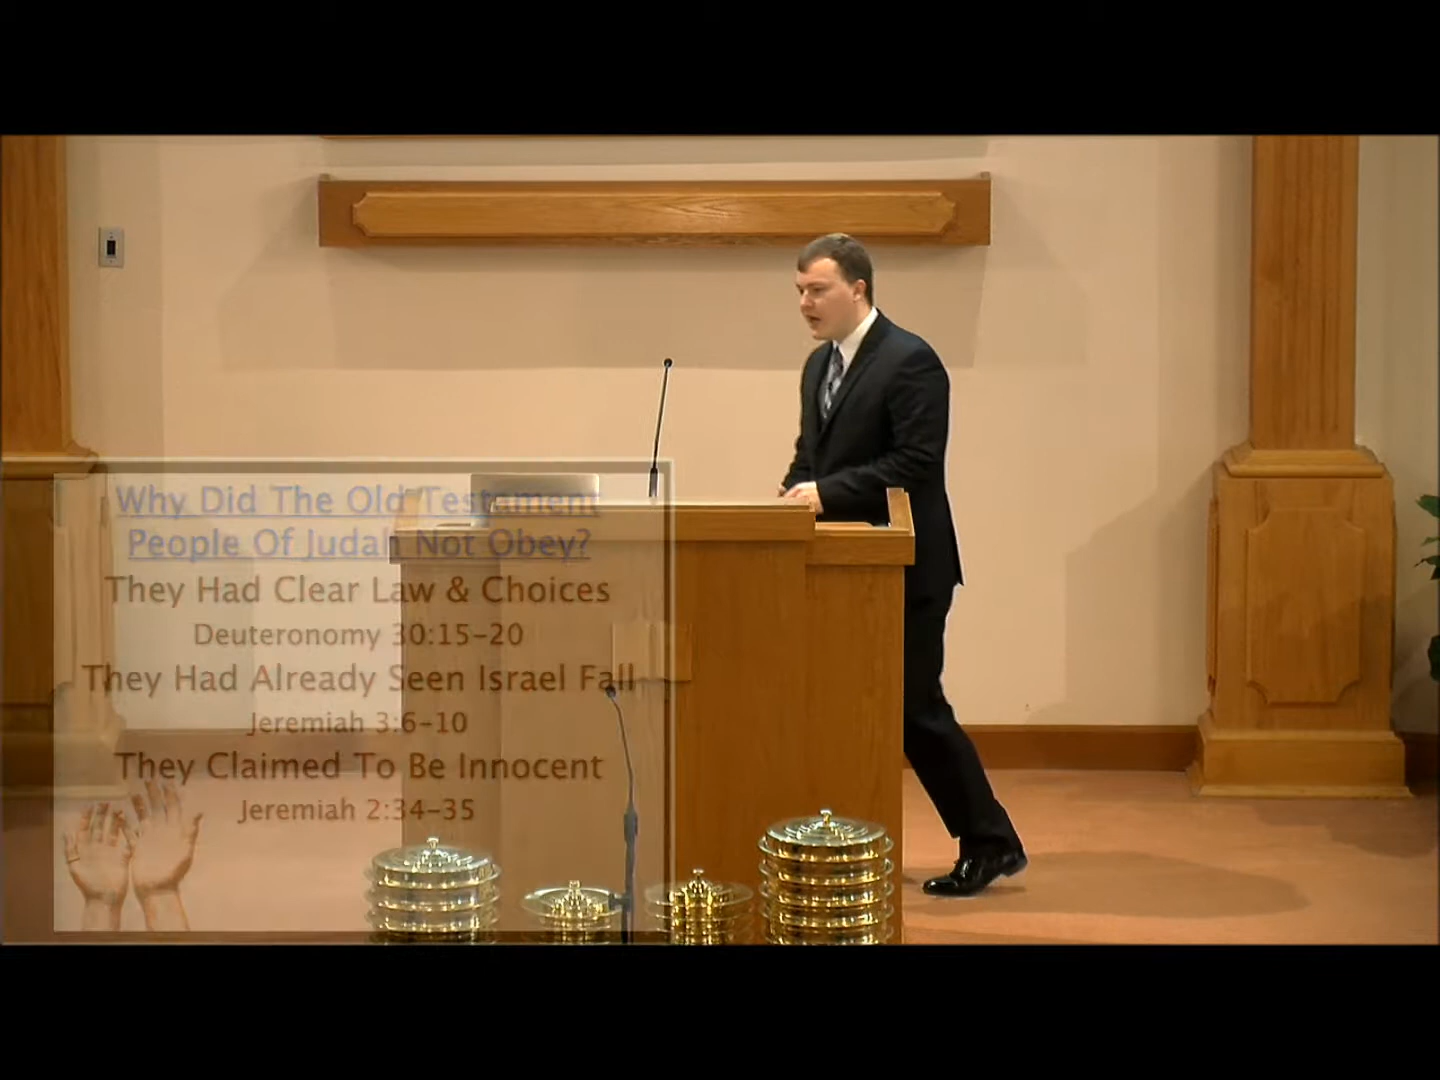 Why Did The Old Testament
People Of Judah Not Obey?
They Had Clear Law & Choices
Deuteronomy 30:15-20
They Had Already Seen Israel Fall
Jeremiah 3:6-10
They Claimed To Be Innocent
Jeremiah 2:34-35